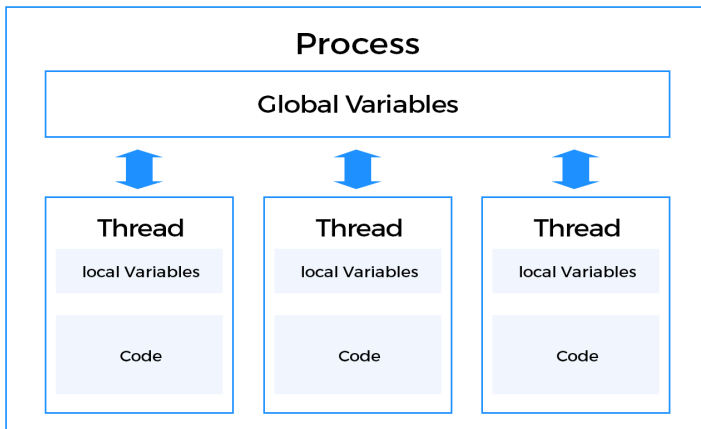 Process
Global Variables
Thread
Thread
Thread
local Variables
local Variables
local Variables
Code
Code
Code